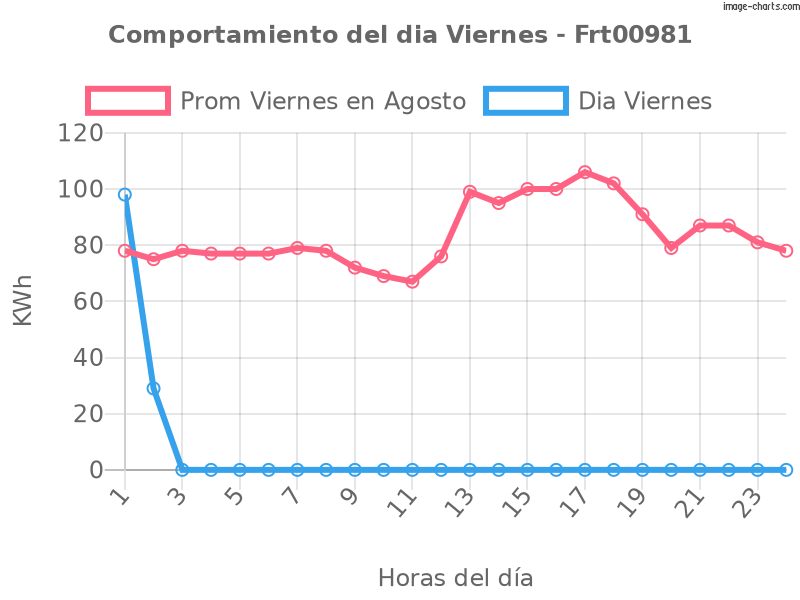 image-charts.com
Comportamiento del dia Viernes - Frt00981
Prom Viernes en Agosto Dia Viernes
120
100
80
60
40
20
0
KWh
1 3 5 7 9 11 13 15 17 19 21 23
Horas del día